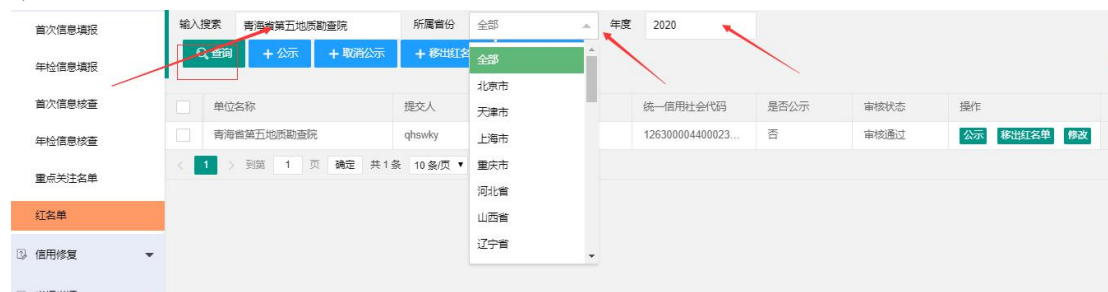 首次信息填报
年检信息填报
首次信息核查
年检信息核查
重点关注名单
红名单
信用修复
输入搜索 青海省第五地质勘查院 所属省份 全部 年度 2020
查询 + 公示 + 取消公示 + 移出红名
全部
北京市
天津市
上海市
重庆市
河北省
山西省
辽宁省
单位名称 提交人 统一信用社会代码 是否公示 审核状态 操作
青海省第五地质勘查院 qhswky 126300004400023... 否 审核通过 公示 移出红名单 修改
< 1 > 到第 1 页 确定 共 1 条 10 条/页